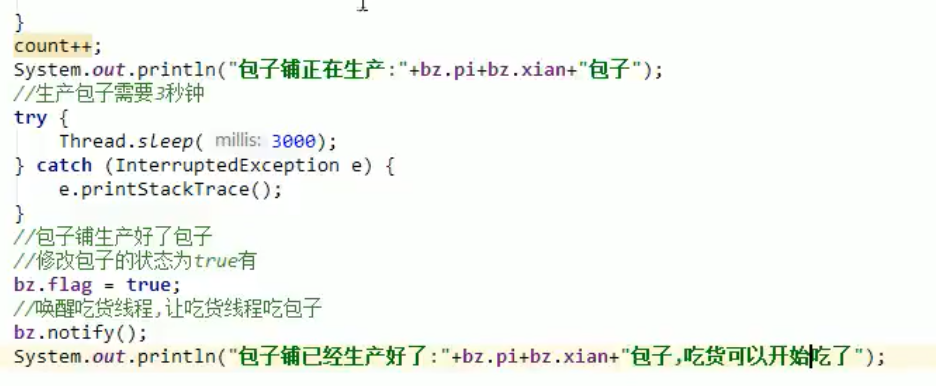 }
count++;
System.out.println("包子铺正在生产:"+bz.pi+bz.xian+"包子");
//生产包子需要3秒钟
try {
Thread.sleep( millis: 3000);
} catch (InterruptedException e) {
e.printStackTrace();
}
//包子铺生产好了包子
//修改包子的状态为true有
bz.flag = true;
//唤醒吃货线程,让吃货线程吃包子
bz.notify();
System.out.println("包子铺已经生产好了:"+bz.pi+bz.xian+"包子,吃货可以开始吃了");